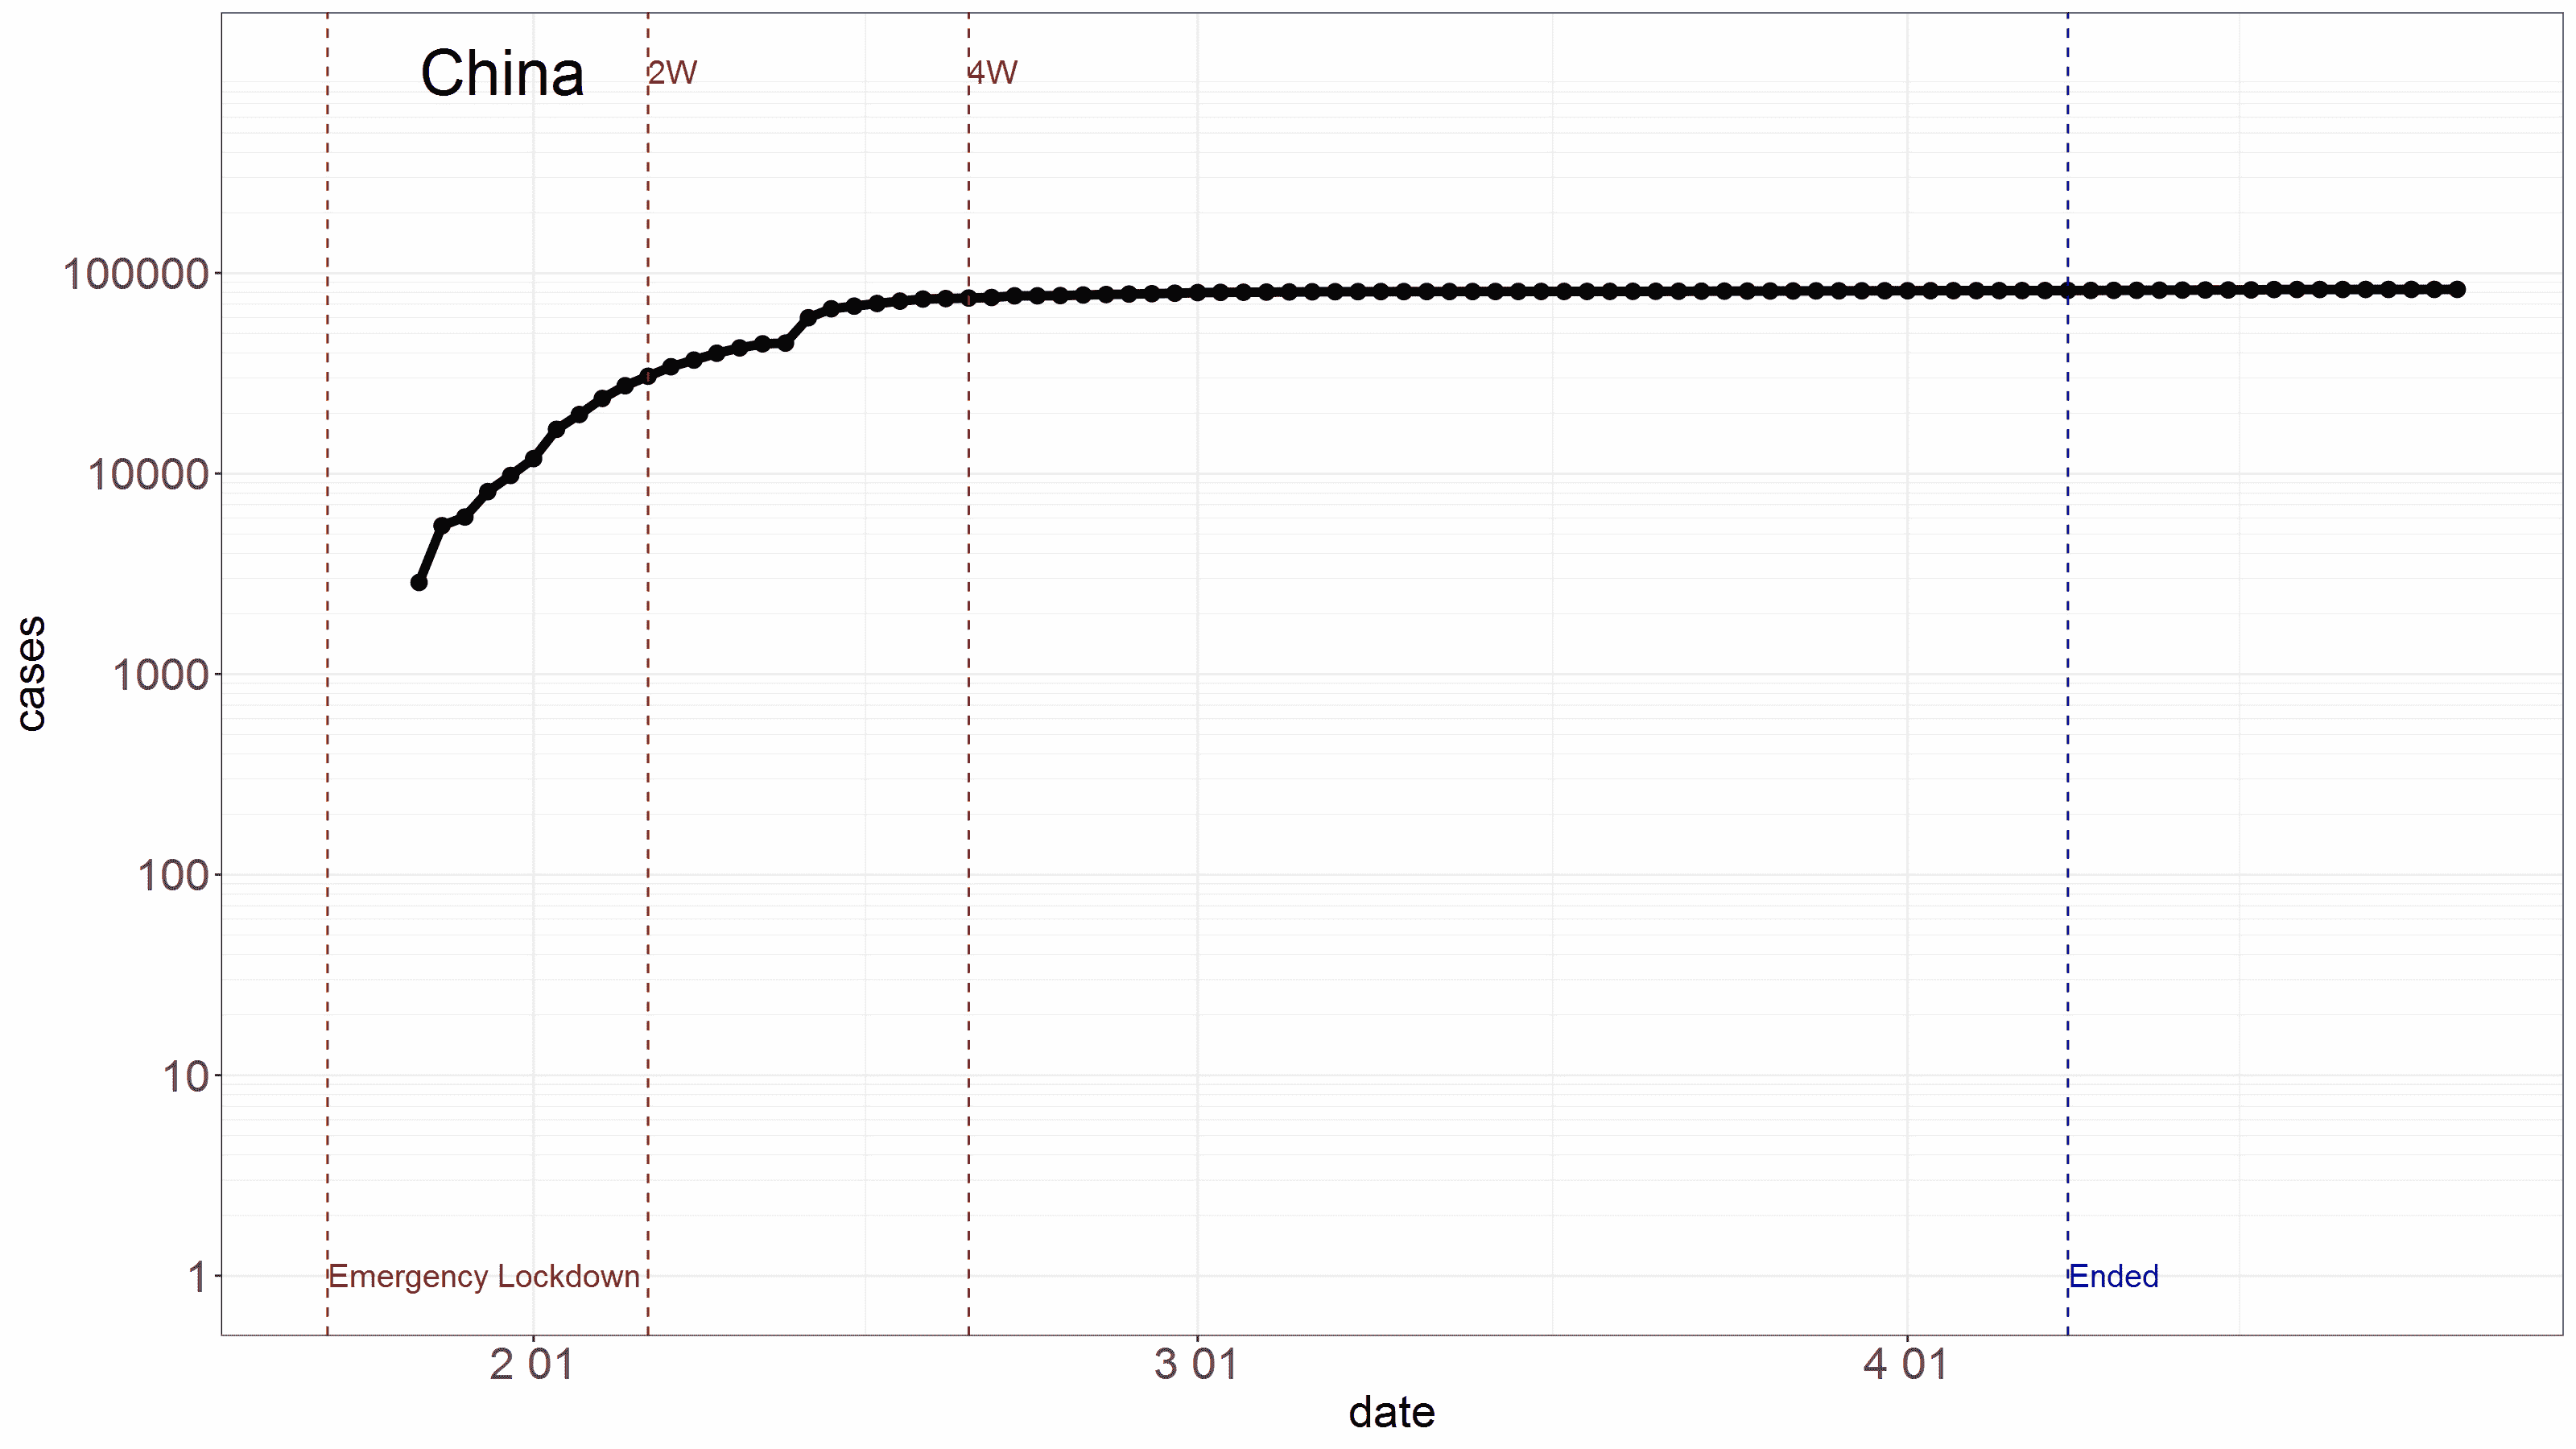 China
2W
4W
100000
10000
1000
100
10
1
cases
Emergency Lockdown
Ended
2 01
3 01
4 01
date